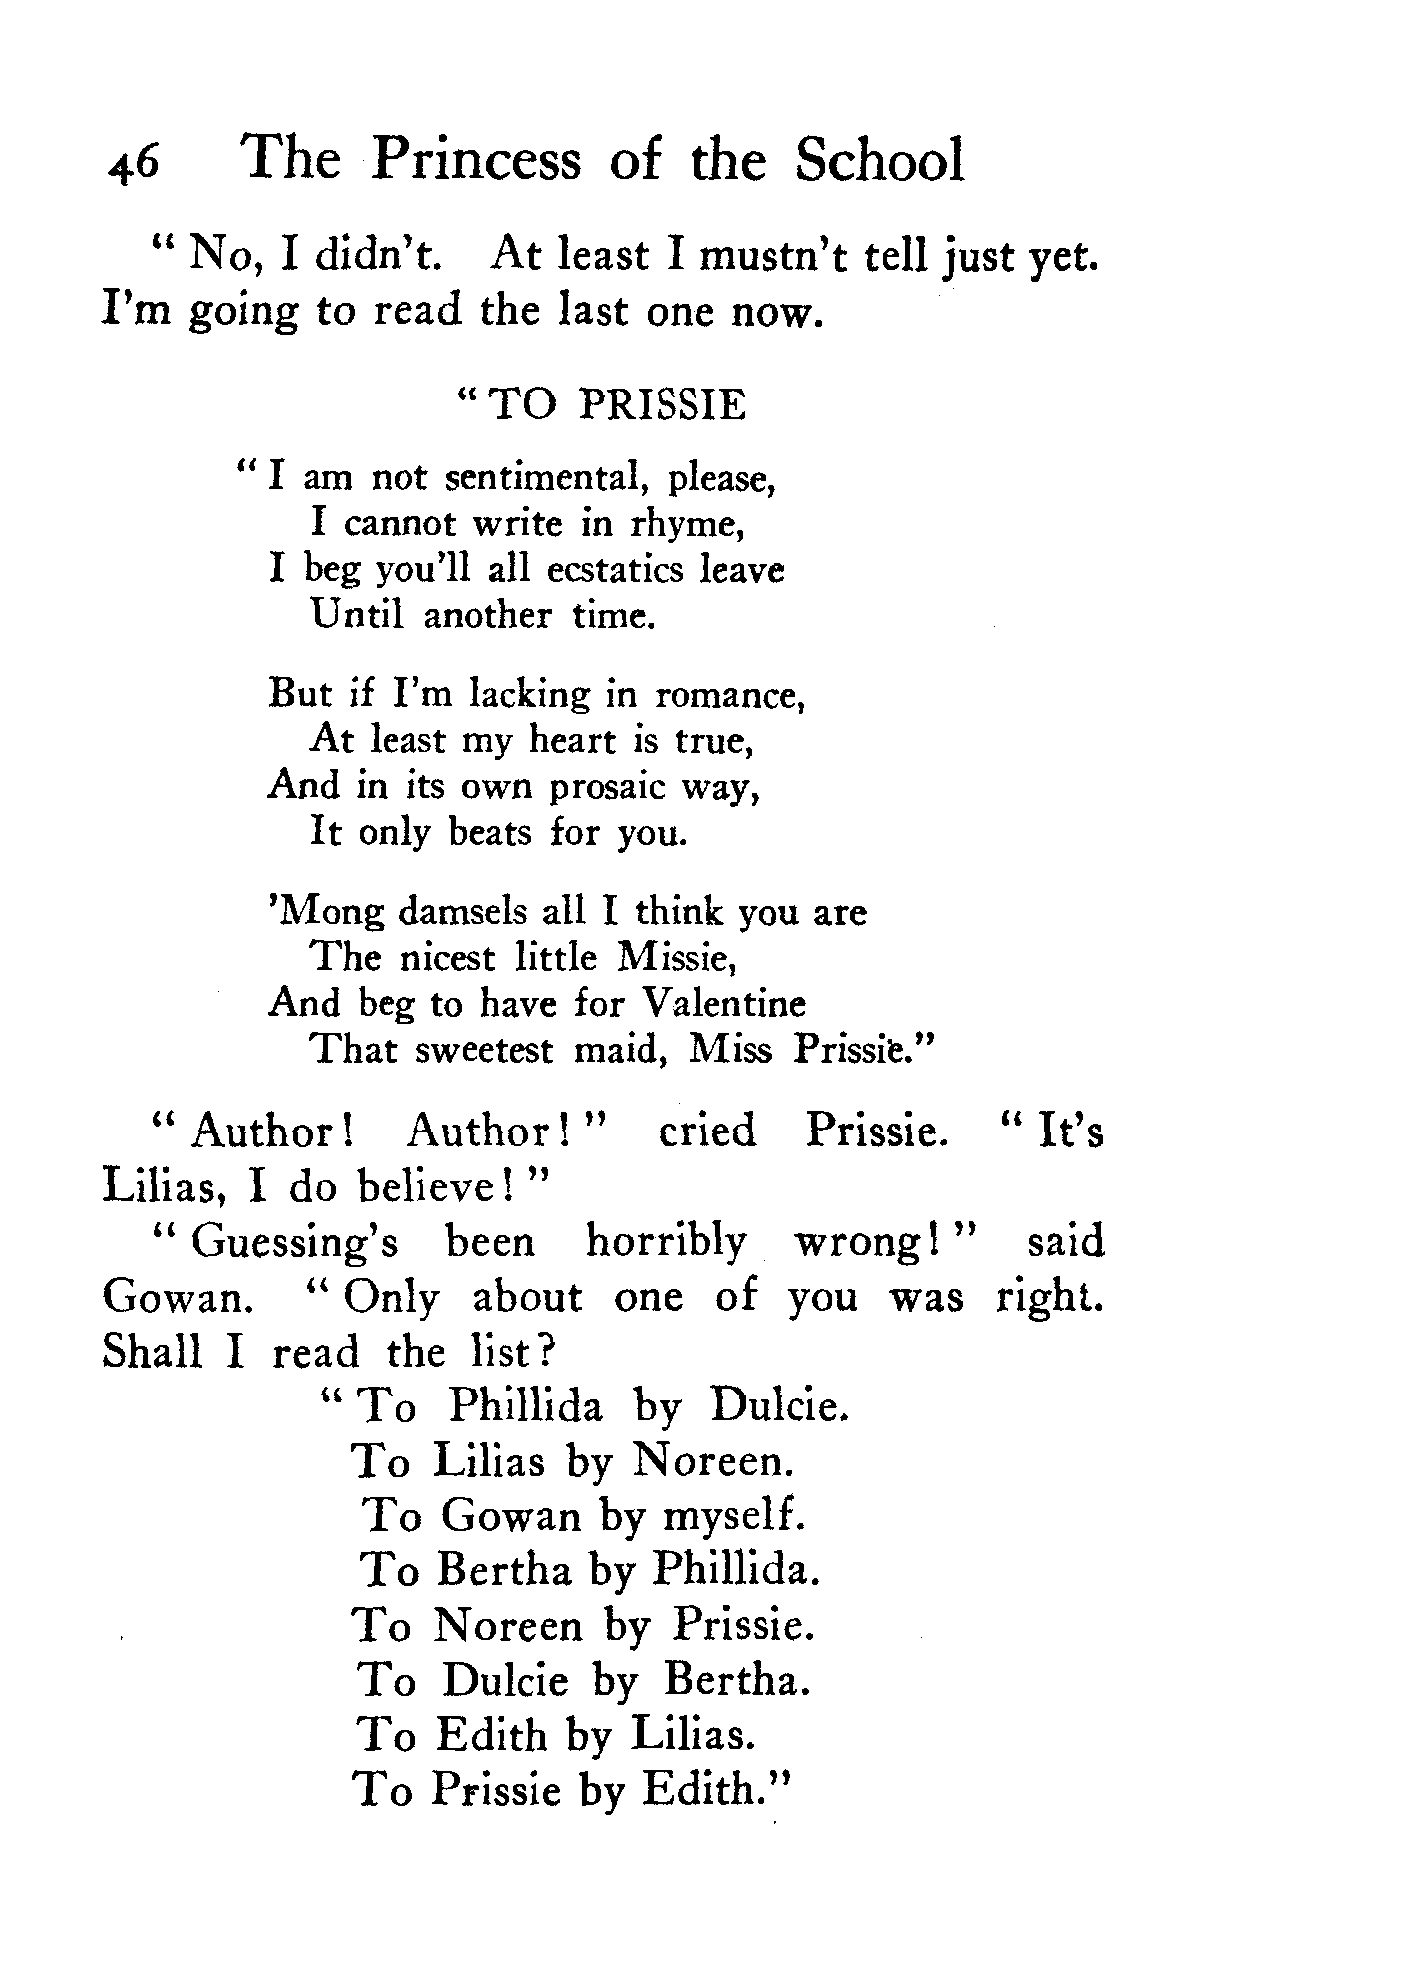 46 The Princess of the School
“ No, I didn’t. At least I mustn’t tell just yet.
I’m going to read the last one now.
“ TO PRISSIE
“ I am not sentimental, please,
I cannot write in rhyme,
I beg you’ll all ecstatics leave
Until another time.
But if I’m lacking in romance,
At least my heart is true,
And in its own prosaic way,
It only beats for you.
’Mong damsels all I think you are
The nicest little Missie,
And beg to have for Valentine
That sweetest maid, Miss Prissie.”
“ Author! Author! ” cried Prissie. “ It’s
Lilias, I do believe! ”
“ Guessing’s been horribly wrong! ” said
Gowan. “ Only about one of you was right.
Shall I read the list?
“ To Phillida by Dulcie.
To Lilias by Noreen.
To Gowan by myself.
To Bertha by Phillida.
To Noreen by Prissie.
To Dulcie by Bertha.
To Edith by Lilias.
To Prissie by Edith.”